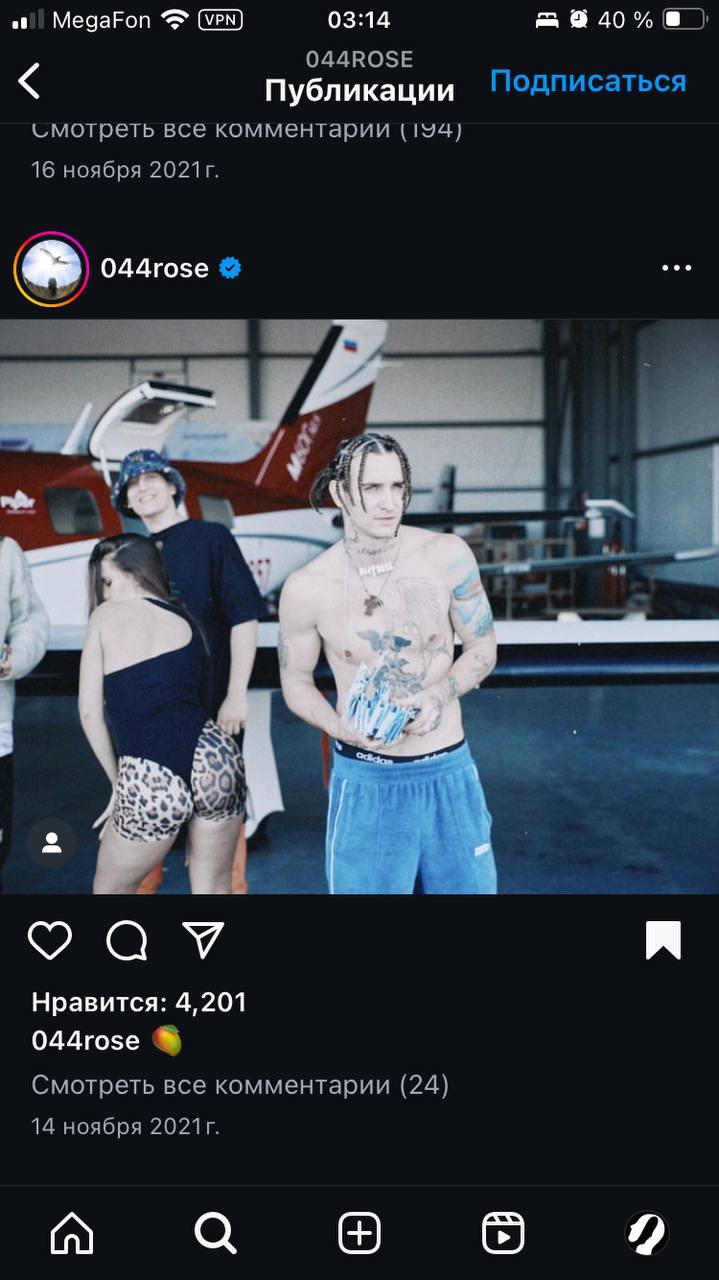 MegaFon VPN 03:14 40 %
044ROSE
Публикации
Подписаться
Смотреть все комментарии (194)
16 ноября 2021 г.
044rose
adidas
Нравится: 4,201
044rose
Смотреть все комментарии (24)
14 ноября 2021 г.